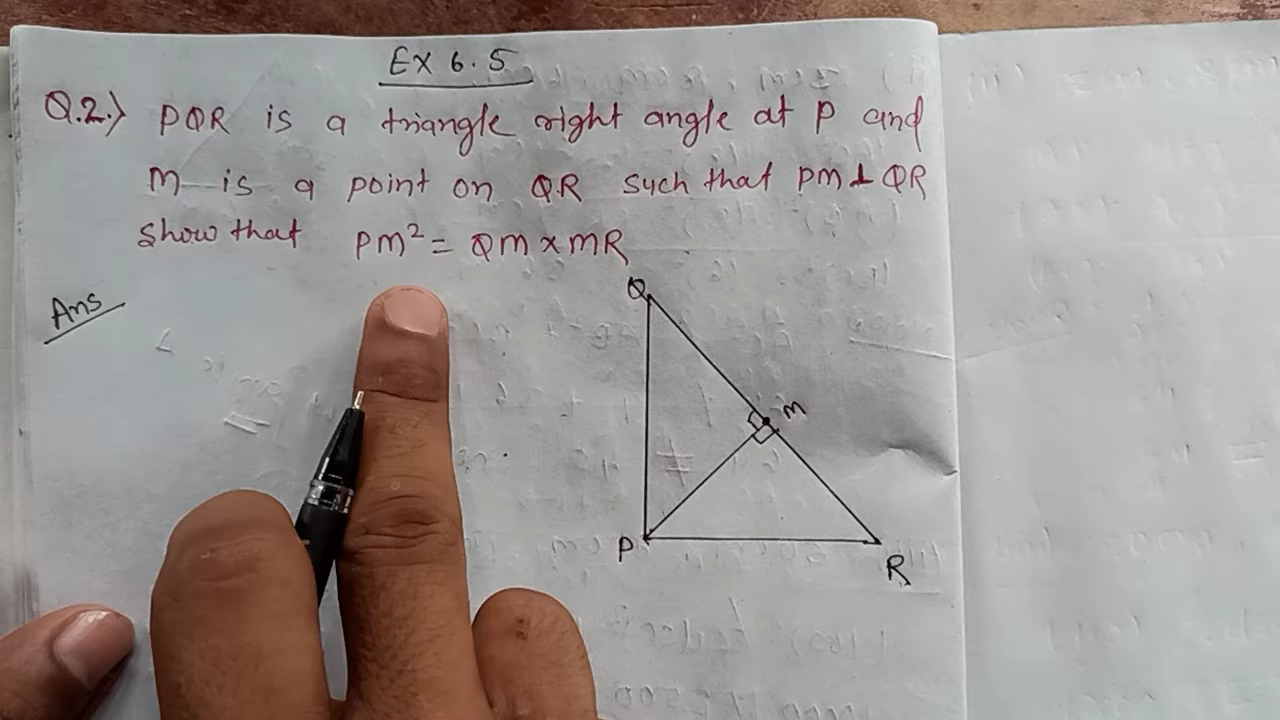 EX 6.5
Q.2.) PQR is a triangle right angle at P and
M is a point on QR such that PM ⊥ QR
show that PM² = QM × MR
Ans
Q
M
P
R